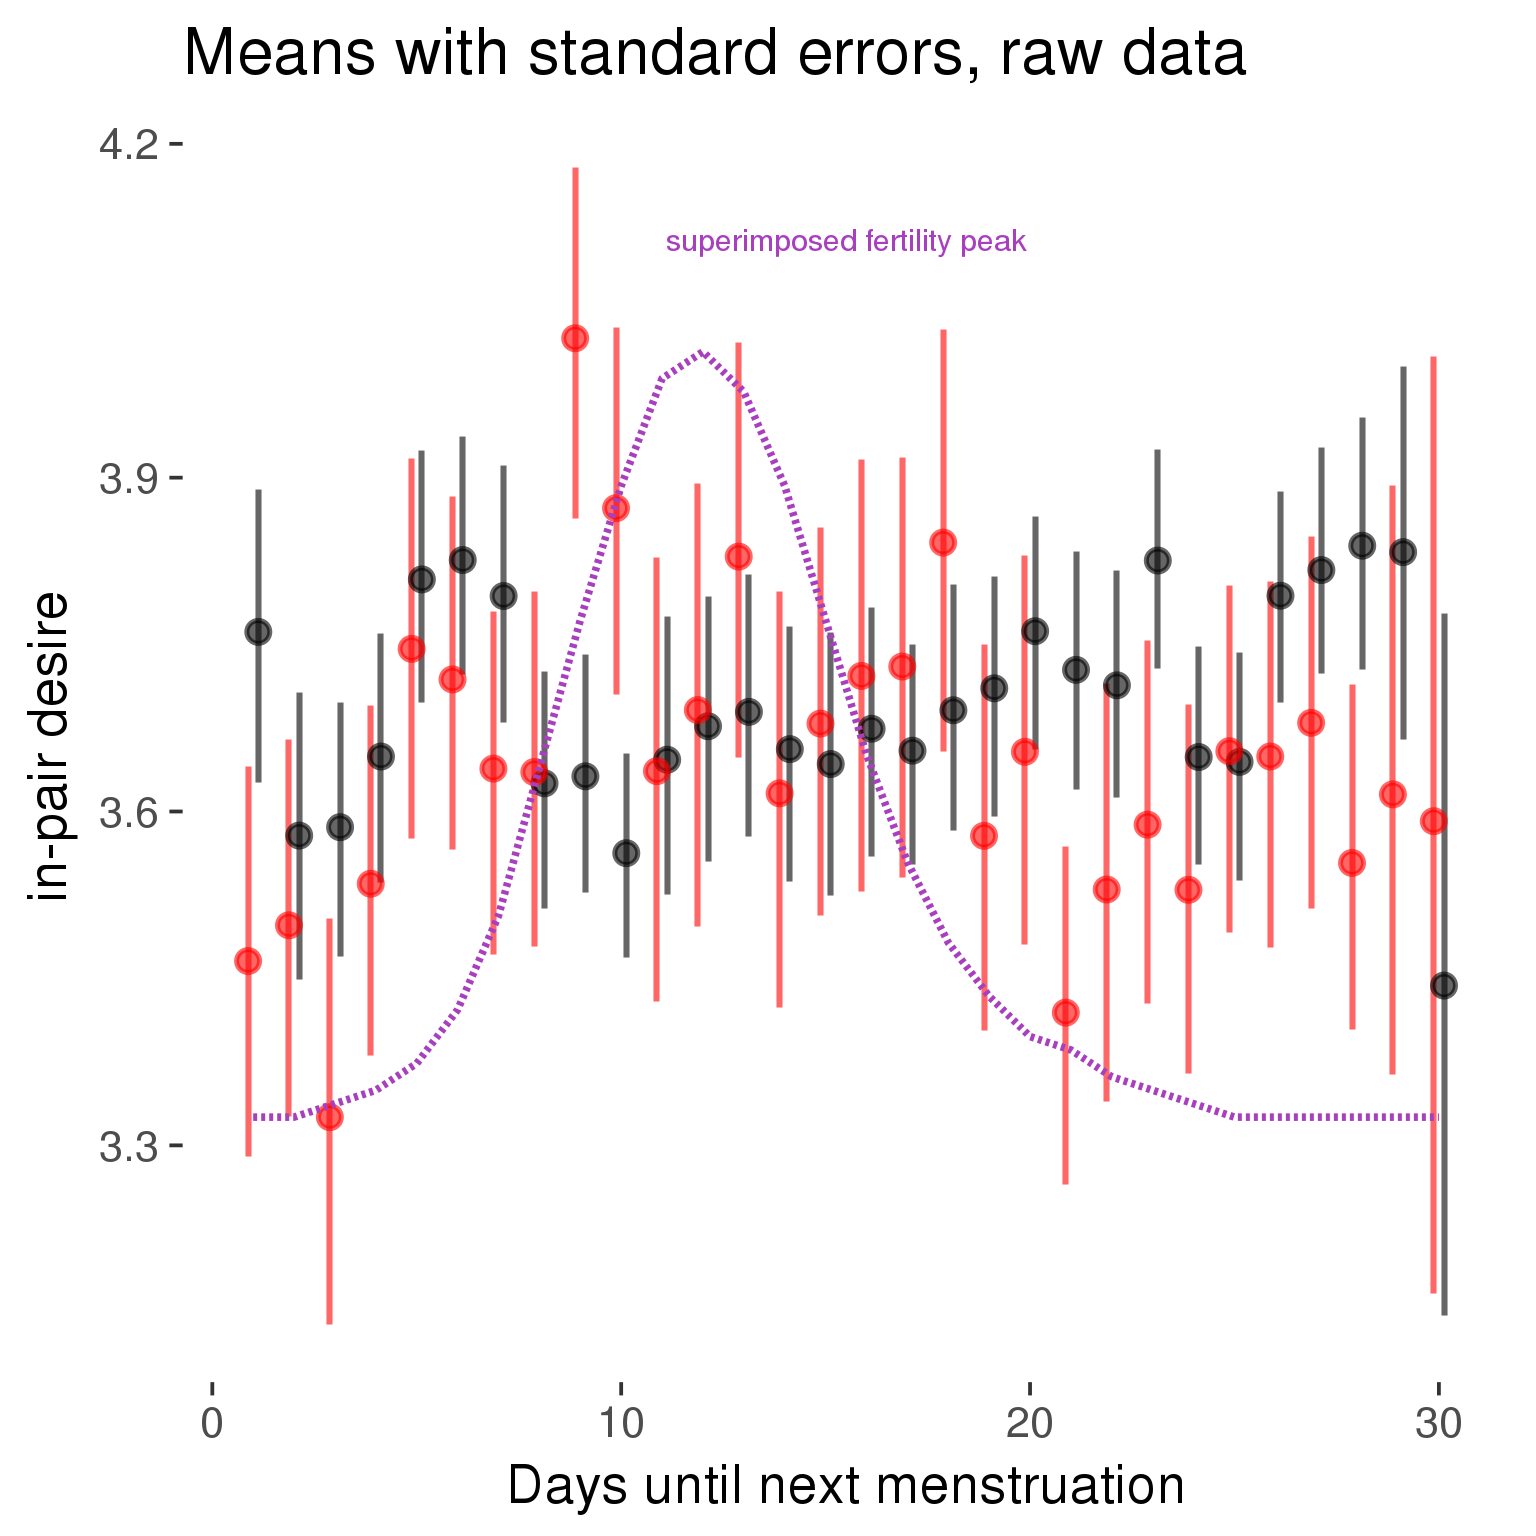 Means with standard errors, raw data
4.2
superimposed fertility peak
3.9
3.6
3.3
in-pair desire
0
10
20
30
Days until next menstruation